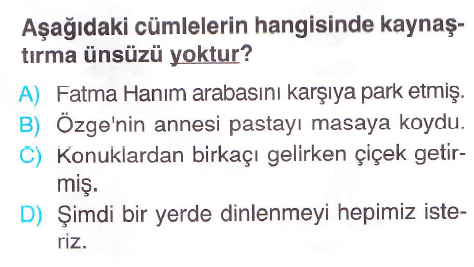 Aşağıdaki cümlelerin hangisinde kaynaş-
tırma ünsüzü yoktur?
A) Fatma Hanım arabasını karşıya park etmiş.
B) Özge'nin annesi pastayı masaya koydu.
C) Konuklardan birkaçı gelirken çiçek getir-
miş.
D) Şimdi bir yerde dinlenmeyi hepimiz iste-
riz.